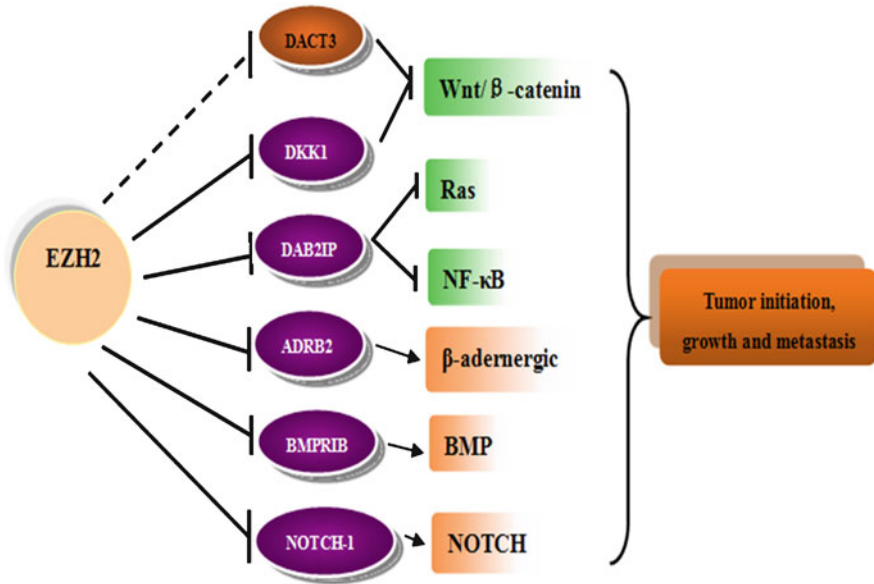 DACT3
Wnt/β-catenin
DKK1
Ras
EZH2
DAB2IP
NF-κB
Tumor initiation,
growth and metastasis
ADRB2
β-adernergic
BMPRIB
BMP
NOTCH-1
NOTCH